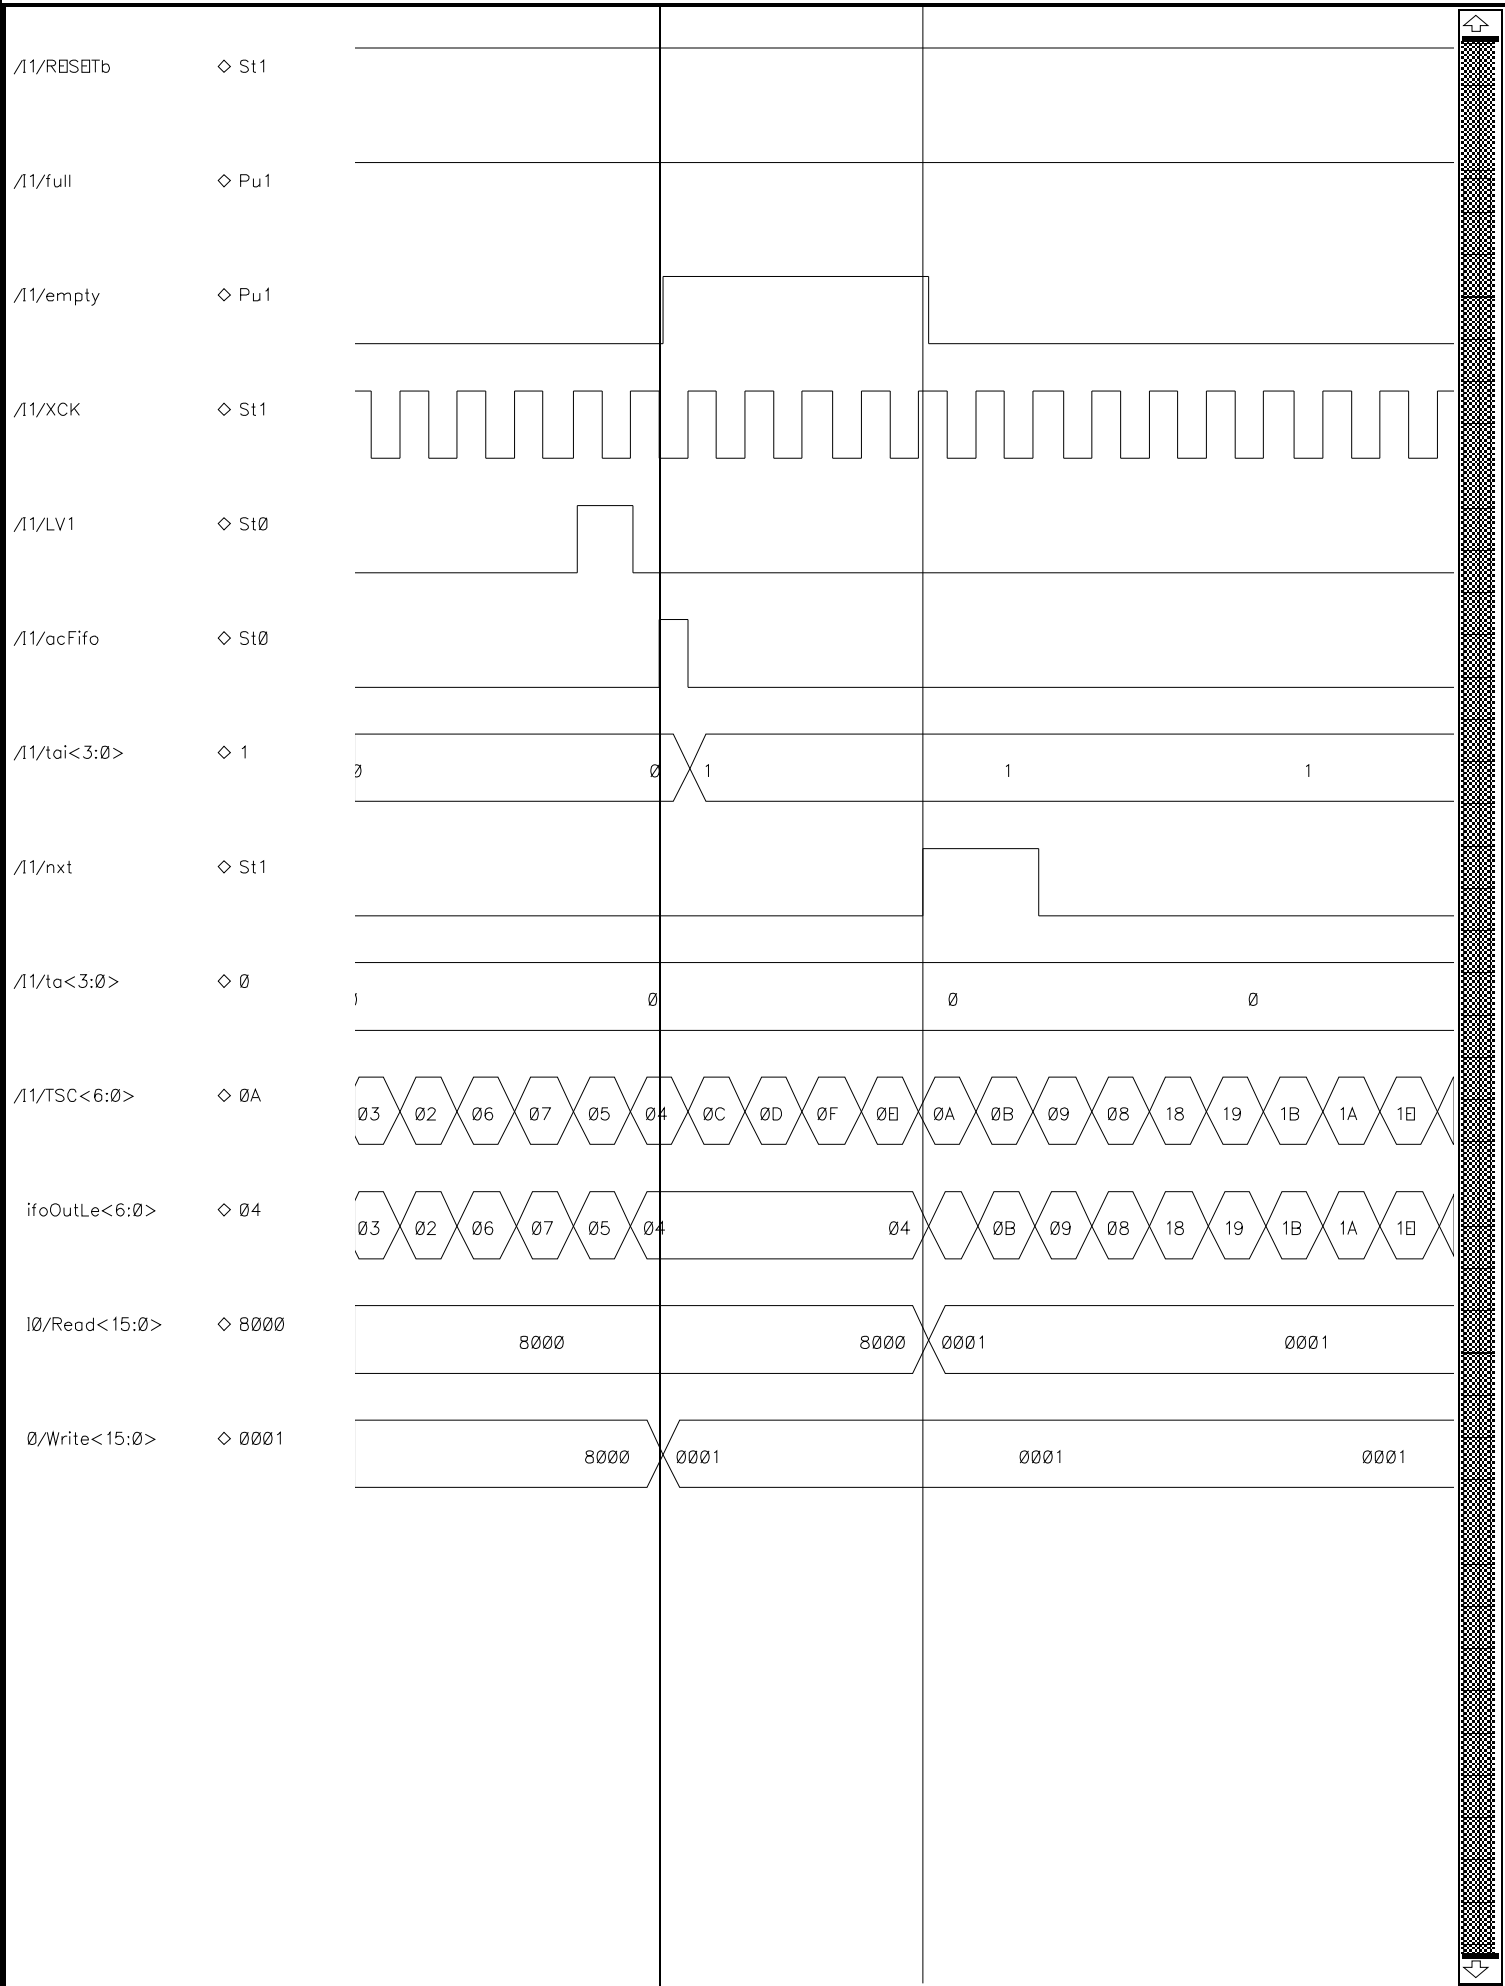 /I1/RESETb ◇ St1
/I1/full ◇ Pu1
/I1/empty ◇ Pu1
/I1/XCK ◇ St1
/I1/LV1 ◇ St0
/I1/acFifo ◇ St0
/I1/tai<3:0> ◇ 1
0 0 1 1 1
/I1/nxt ◇ St1
/I1/ta<3:0> ◇ 0
0 0 0
/I1/TSC<6:0> ◇ 0A
03 02 06 07 05 04 0C 0D 0F 0E 0A 0B 09 08 18 19 1B 1A 1E
ifoOutLe<6:0> ◇ 04
03 02 06 07 05 04 04 0B 09 08 18 19 1B 1A 1E
I0/Read<15:0> ◇ 8000
8000 8000 0001 0001
0/Write<15:0> ◇ 0001
8000 0001 0001 0001